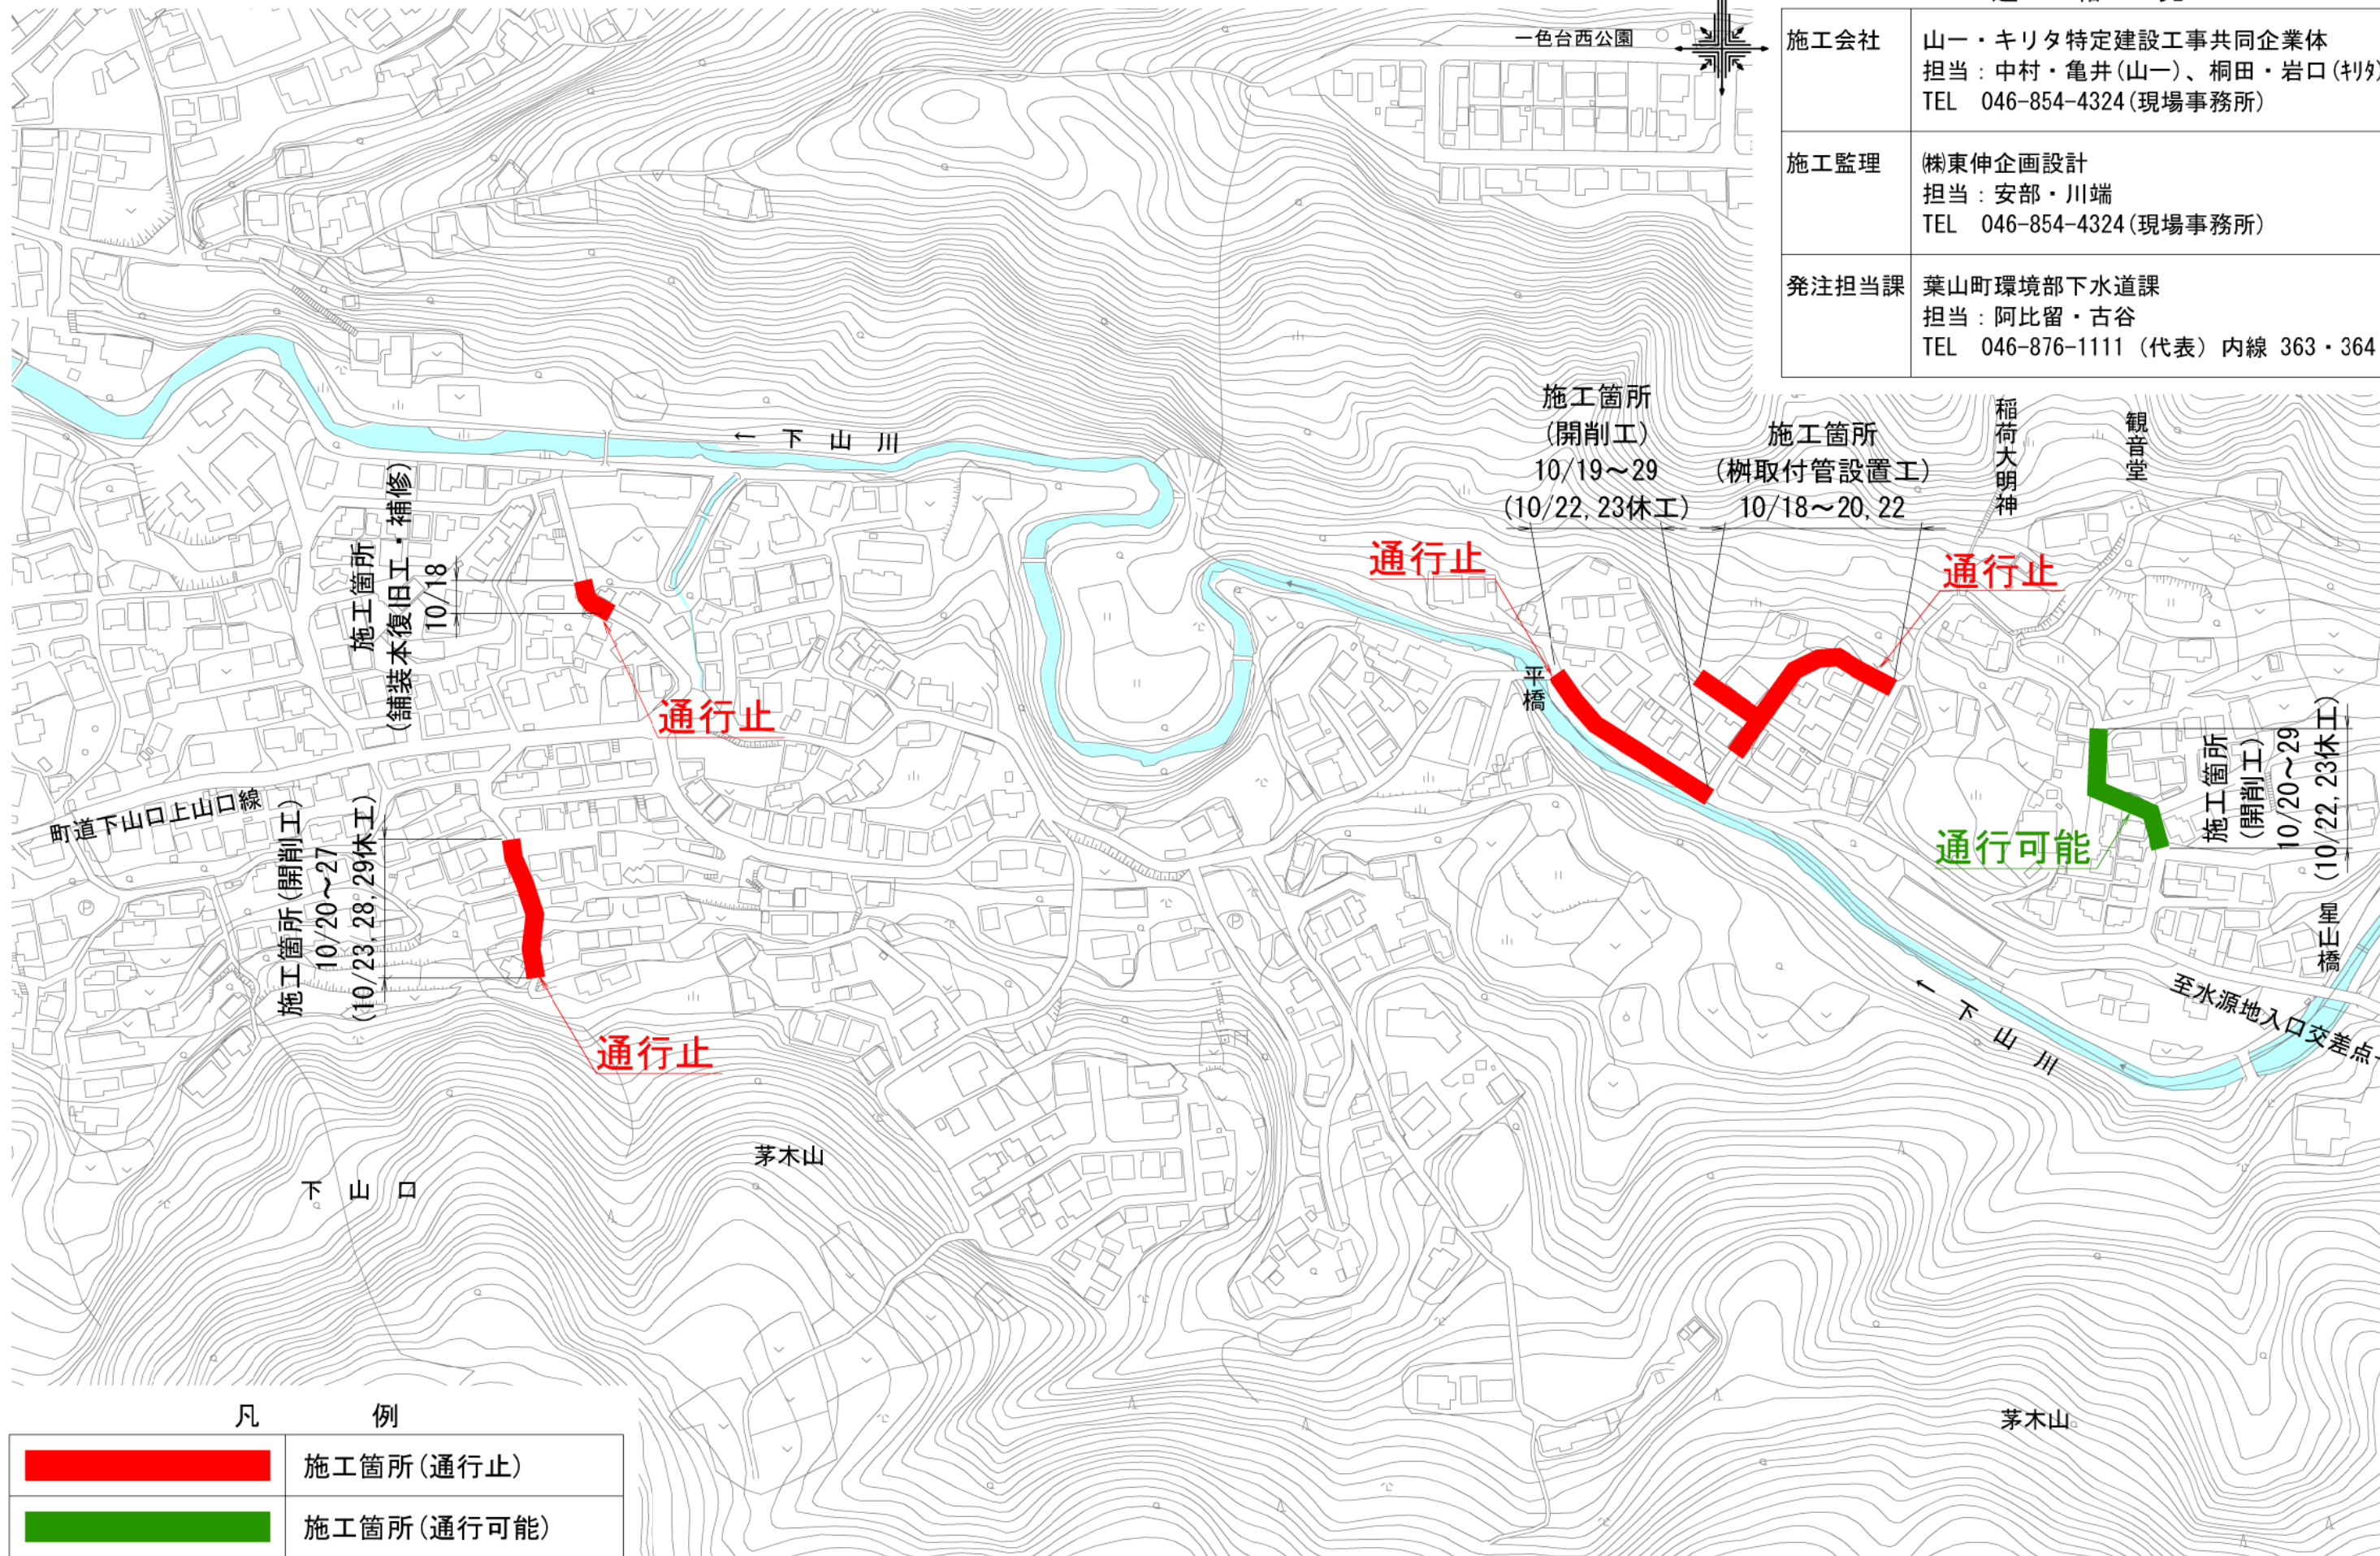 一色台西公園
施工会社
山一・キリタ特定建設工事共同企業体
担当：中村・亀井(山一)、桐田・岩口(ｷﾘﾀ)
TEL 046-854-4324(現場事務所)
施工監理
㈱東伸企画設計
担当：安部・川端
TEL 046-854-4324(現場事務所)
発注担当課
葉山町環境部下水道課
担当：阿比留・古谷
TEL 046-876-1111 (代表) 内線 363・364
施工箇所
(開削工)
10/19～29
(10/22,23休工)
施工箇所
(桝取付管設置工)
10/18～20,22
稲荷大明神
観音堂
← 下 山 川
施工箇所
(舗装本復旧工・補修)
10/18
通行止
通行止
通行止
平橋
通行可能
施工箇所
(開削工)
10/20～29
(10/22,23休工)
町道下山口上山口線
施工箇所(開削工)
10/20～27
(10/23,28,29休工)
通行止
星山橋
至水源地入口交差点→
← 下 山 川
P
P
茅木山
下 山 口
茅木山
凡 例
施工箇所(通行止)
施工箇所(通行可能)